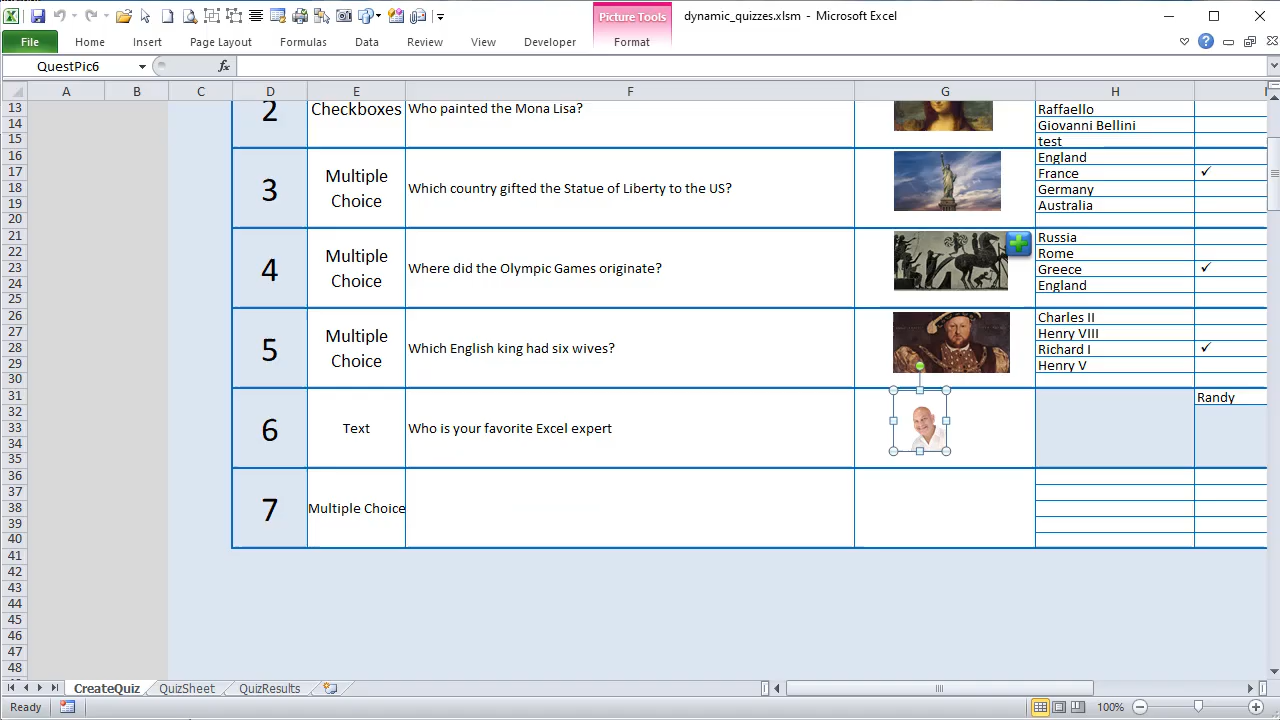 Picture Tools
dynamic_quizzes.xlsm - Microsoft Excel
File Home Insert Page Layout Formulas Data Review View Developer Format
QuestPic6 fx
A B C D E F G H
13 2 Checkboxes Who painted the Mona Lisa? Raffaello
14 Giovanni Bellini
15 test
16 England
17 France ✓
18 3 Multiple Choice Which country gifted the Statue of Liberty to the US? Germany
19 Australia
20
21 Russia
22 Rome
23 4 Multiple Choice Where did the Olympic Games originate? Greece ✓
24 England
25
26 Charles II
27 Henry VIII
28 5 Multiple Choice Which English king had six wives? Richard I ✓
29 Henry V
30
31 Randy
32
33 6 Text Who is your favorite Excel expert
34
35
36
37
38 7 Multiple Choice
39
40
41
42
43
44
45
46
47
48
CreateQuiz QuizSheet QuizResults
Ready 100%